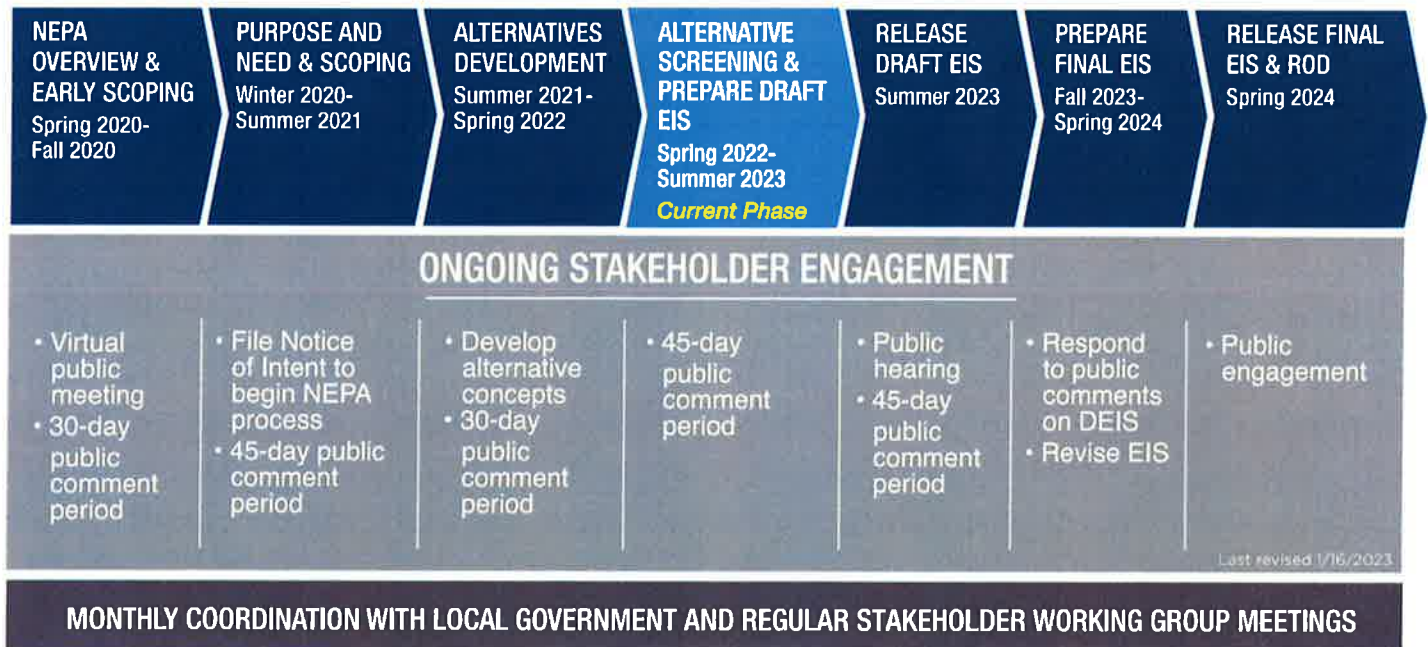 NEPA
OVERVIEW &
EARLY SCOPING
Spring 2020-
Fall 2020
PURPOSE AND
NEED & SCOPING
Winter 2020-
Summer 2021
ALTERNATIVES
DEVELOPMENT
Summer 2021-
Spring 2022
ALTERNATIVE
SCREENING &
PREPARE DRAFT
EIS
Spring 2022-
Summer 2023
Current Phase
RELEASE
DRAFT EIS
Summer 2023
PREPARE
FINAL EIS
Fall 2023-
Spring 2024
RELEASE FINAL
EIS & ROD
Spring 2024
ONGOING STAKEHOLDER ENGAGEMENT
• Virtual
public
meeting
• 30-day
public
comment
period
• File Notice
of Intent to
begin NEPA
process
• 45-day public
comment
period
• Develop
alternative
concepts
• 30-day
public
comment
period
• 45-day
public
comment
period
• Public
hearing
• 45-day
public
comment
period
• Respond
to public
comments
on DEIS
• Revise EIS
• Public
engagement
Last revised 1/16/2023
MONTHLY COORDINATION WITH LOCAL GOVERNMENT AND REGULAR STAKEHOLDER WORKING GROUP MEETINGS